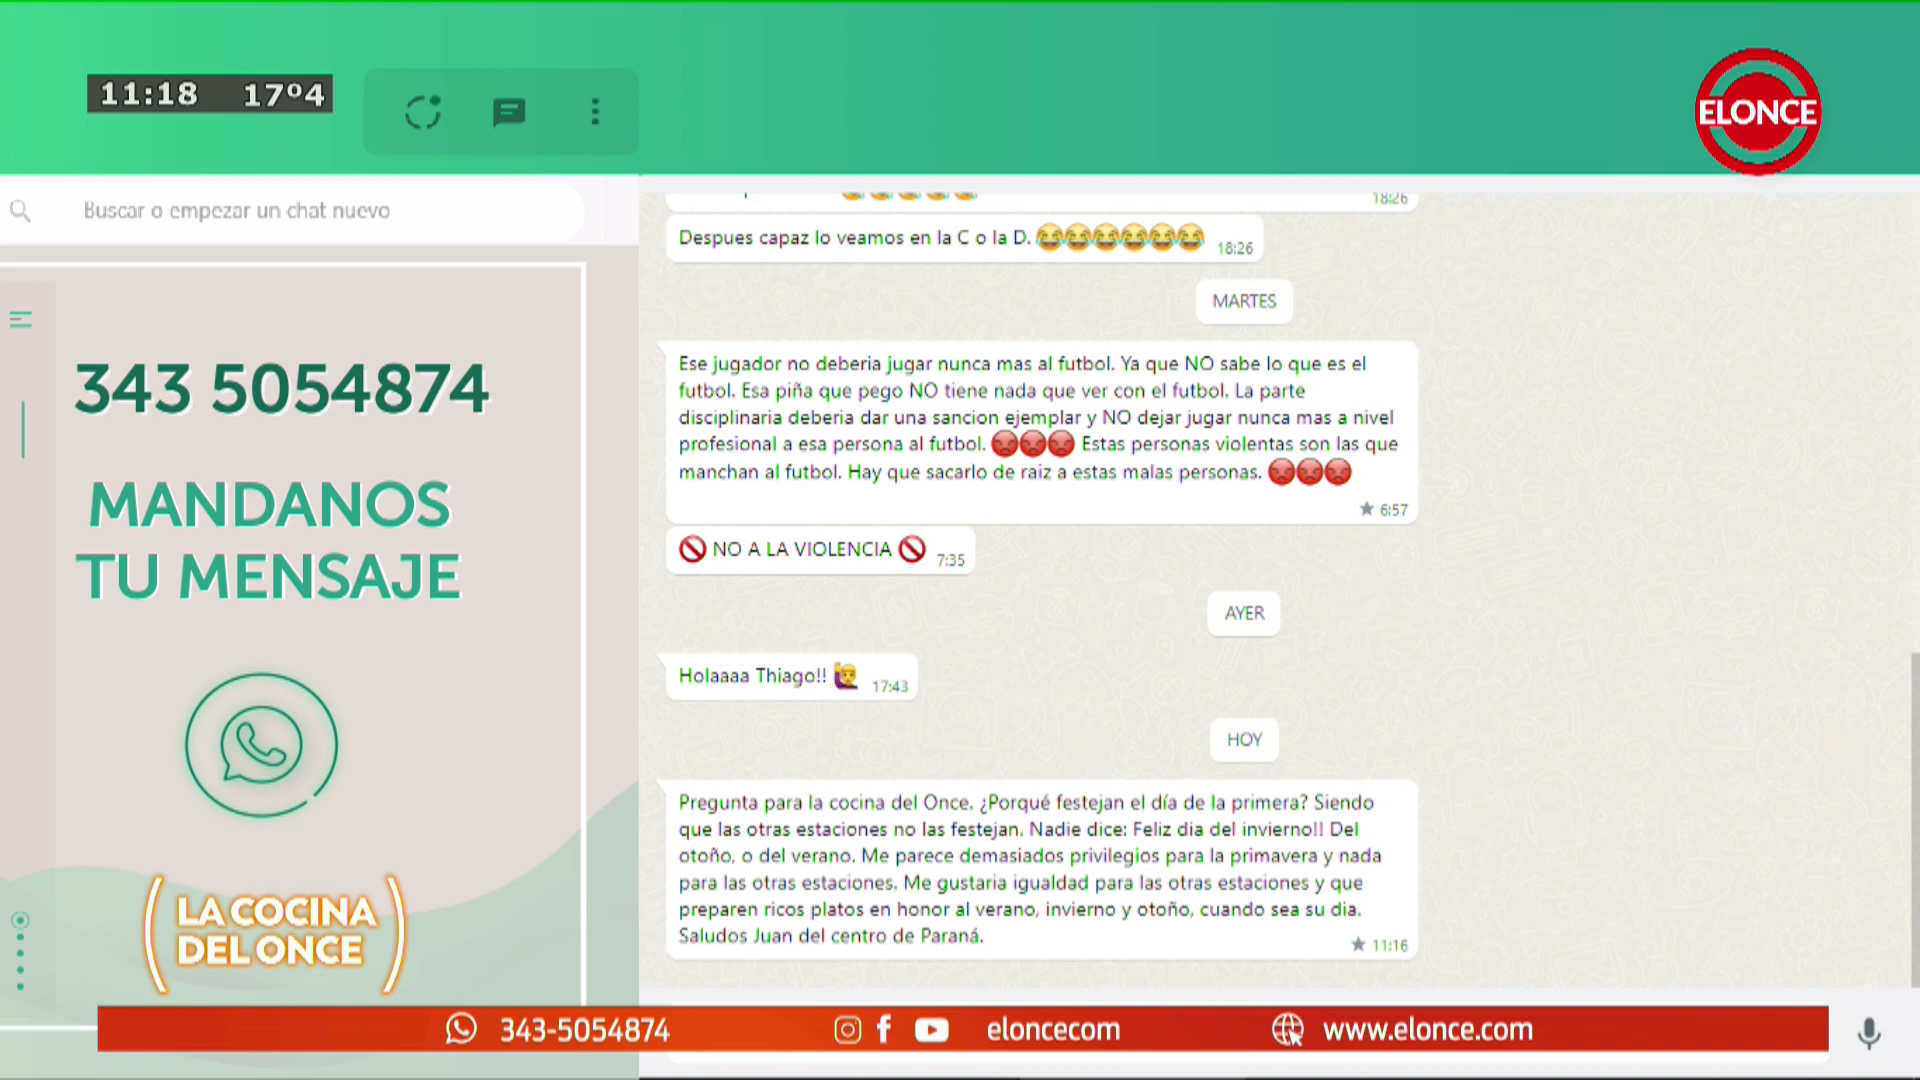 11:18 17º4
ELONCE
Buscar o empezar un chat nuevo
343 5054874
MANDANOS
TU MENSAJE
LA COCINA
DEL ONCE
18:26
Despues capaz lo veamos en la C o la D. 😂😂😂😂😂😂 18:26
MARTES
Ese jugador no deberia jugar nunca mas al futbol. Ya que NO sabe lo que es el
futbol. Esa piña que pego NO tiene nada que ver con el futbol. La parte
disciplinaria deberia dar una sancion ejemplar y NO dejar jugar nunca mas a nivel
profesional a esa persona al futbol. 😡😡😡 Estas personas violentas son las que
manchan al futbol. Hay que sacarlo de raiz a estas malas personas. 😡😡😡
★ 6:57
🚫 NO A LA VIOLENCIA 🚫 7:35
AYER
Holaaaa Thiago!! 🙋‍♂️ 17:43
HOY
Pregunta para la cocina del Once. ¿Porqué festejan el día de la primera? Siendo
que las otras estaciones no las festejan. Nadie dice: Feliz dia del invierno!! Del
otoño, o del verano. Me parece demasiados privilegios para la primavera y nada
para las otras estaciones. Me gustaria igualdad para las otras estaciones y que
preparen ricos platos en honor al verano, invierno y otoño, cuando sea su dia.
Saludos Juan del centro de Paraná.
★ 11:16
343-5054874 eloncecom www.elonce.com